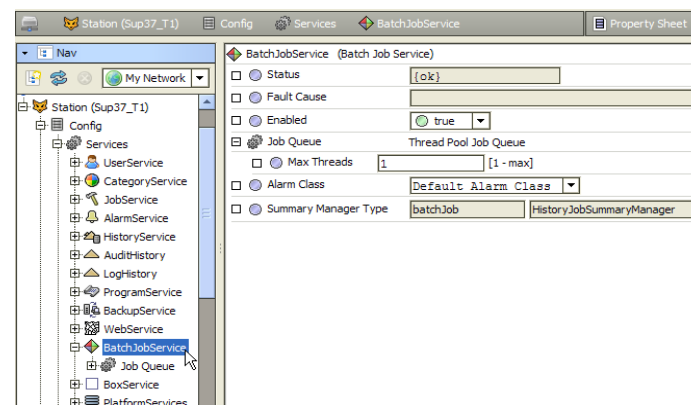 Station (Sup37_T1) Config Services BatchJobService Property Sheet
Nav
My Network
Station (Sup37_T1)
Config
Services
UserService
CategoryService
JobService
AlarmService
HistoryService
AuditHistory
LogHistory
ProgramService
BackupService
WebService
BatchJobService
Job Queue
BoxService
PlatformServices
BatchJobService (Batch Job Service)
Status {ok}
Fault Cause
Enabled true
Job Queue Thread Pool Job Queue
Max Threads 1 [1 - max]
Alarm Class Default Alarm Class
Summary Manager Type batchJob HistoryJobSummaryManager